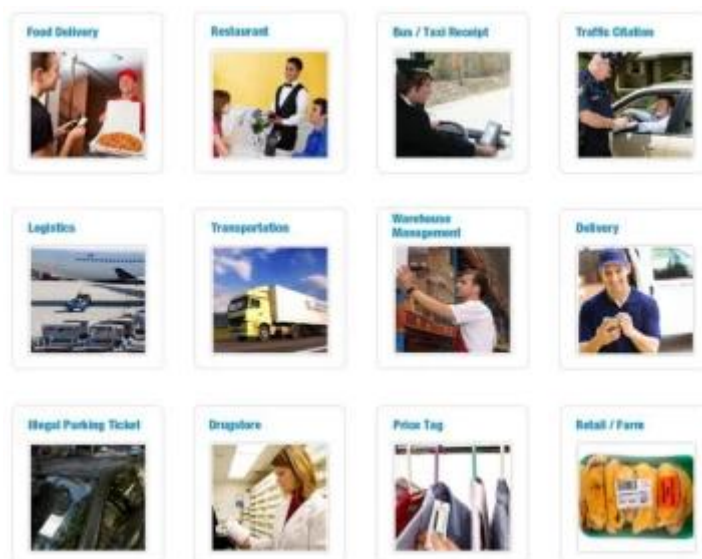 Food Delivery
Restaurant
Bus / Taxi Receipt
Traffic Citation
Logistics
Transportation
Warehouse
Management
Delivery
Illegal Parking Ticket
Drugstore
Price Tag
Retail / Farm